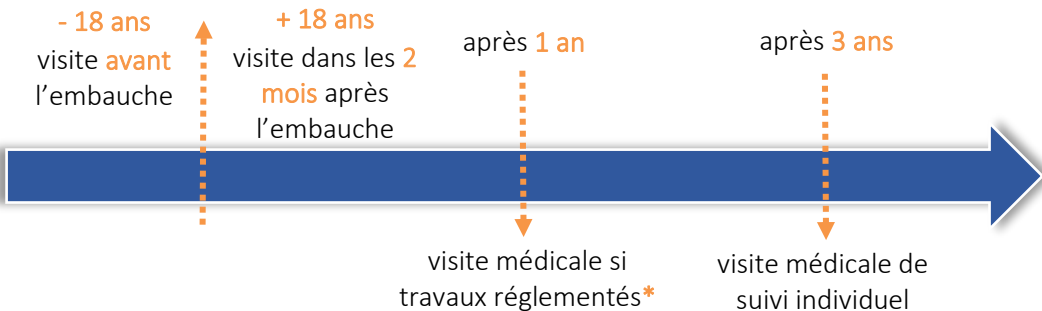 - 18 ans
visite avant
l'embauche
+ 18 ans
visite dans les 2
mois après
l'embauche
après 1 an
après 3 ans
visite médicale si
travaux réglementés*
visite médicale de
suivi individuel